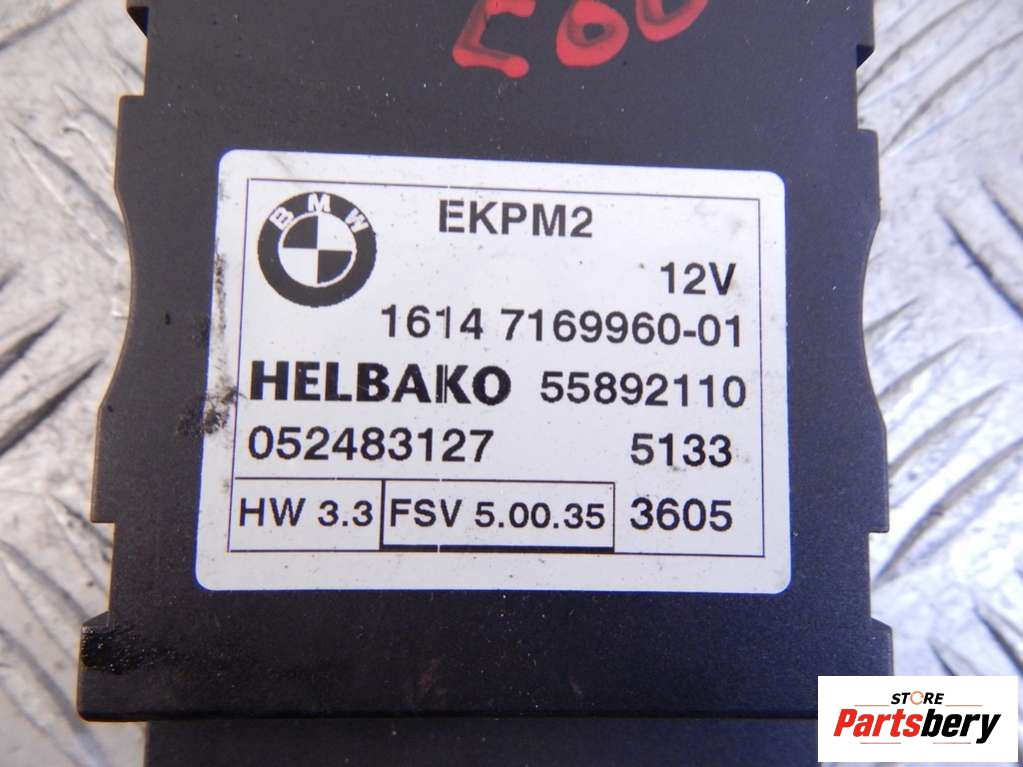 BMW
EKPM2
12V
1614 7169960-01
HELBAKO 55892110
052483127 5133
HW 3.3 FSV 5.00.35 3605
STORE
Partsbery